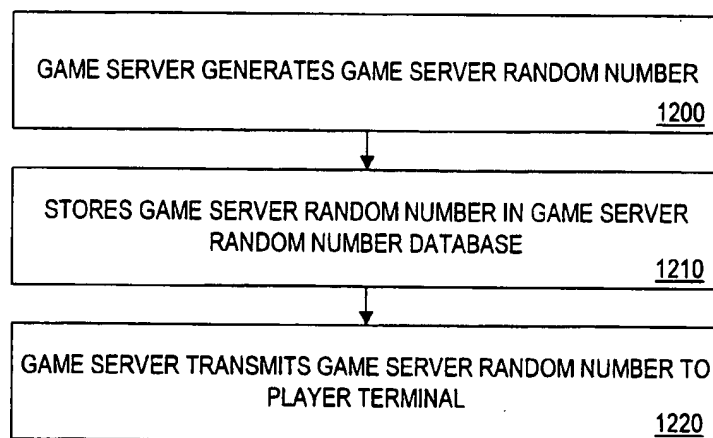 GAME SERVER GENERATES GAME SERVER RANDOM NUMBER
1200
STORES GAME SERVER RANDOM NUMBER IN GAME SERVER
RANDOM NUMBER DATABASE
1210
GAME SERVER TRANSMITS GAME SERVER RANDOM NUMBER TO
PLAYER TERMINAL
1220